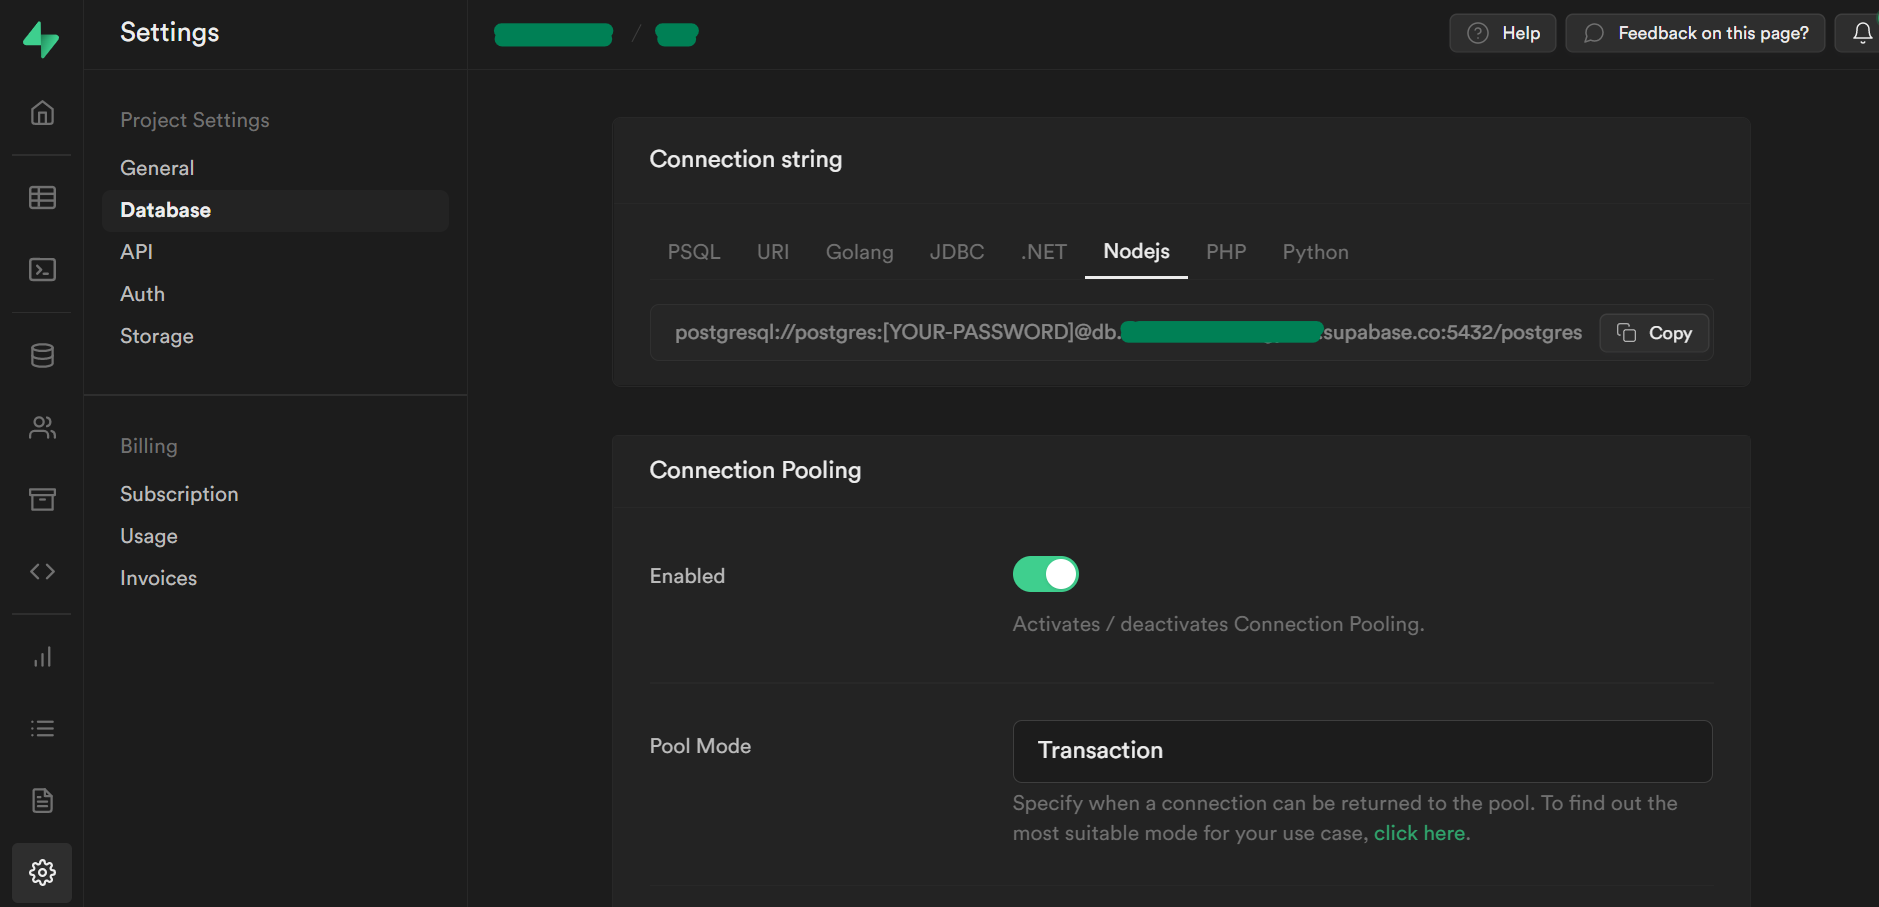 Settings
/
Help
Feedback on this page?
Project Settings
General
Database
API
Auth
Storage
Billing
Subscription
Usage
Invoices
Connection string
PSQL URI Golang JDBC .NET Nodejs PHP Python
postgresql://postgres:[YOUR-PASSWORD]@db. .supabase.co:5432/postgres
Copy
Connection Pooling
Enabled
Activates / deactivates Connection Pooling.
Pool Mode
Transaction
Specify when a connection can be returned to the pool. To find out the
most suitable mode for your use case, click here.